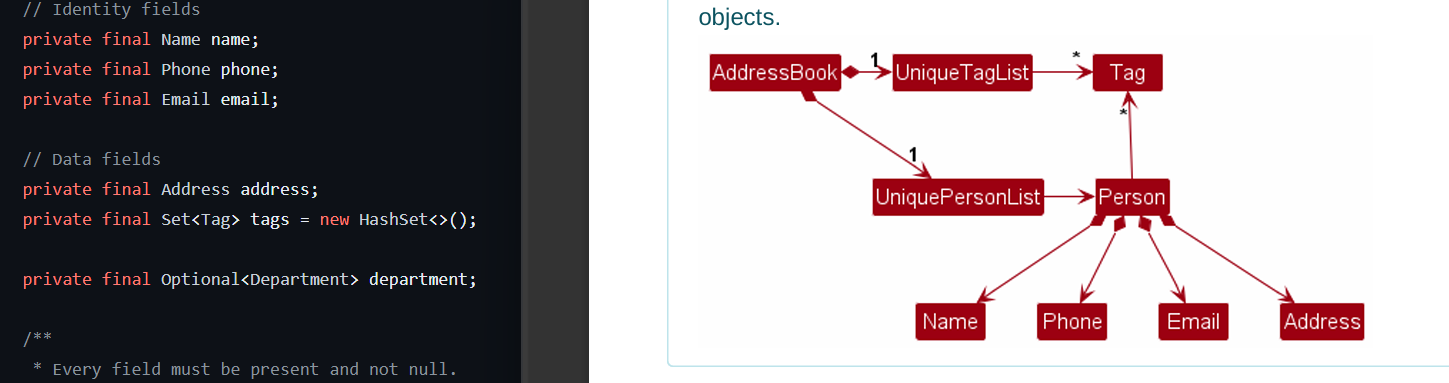 // Identity fields
private final Name name;
private final Phone phone;
private final Email email;
// Data fields
private final Address address;
private final Set<Tag> tags = new HashSet<>();
private final Optional<Department> department;
/**
* Every field must be present and not null.
objects.
AddressBook 1 UniqueTagList * Tag
*
1
UniquePersonList Person
Name Phone Email Address